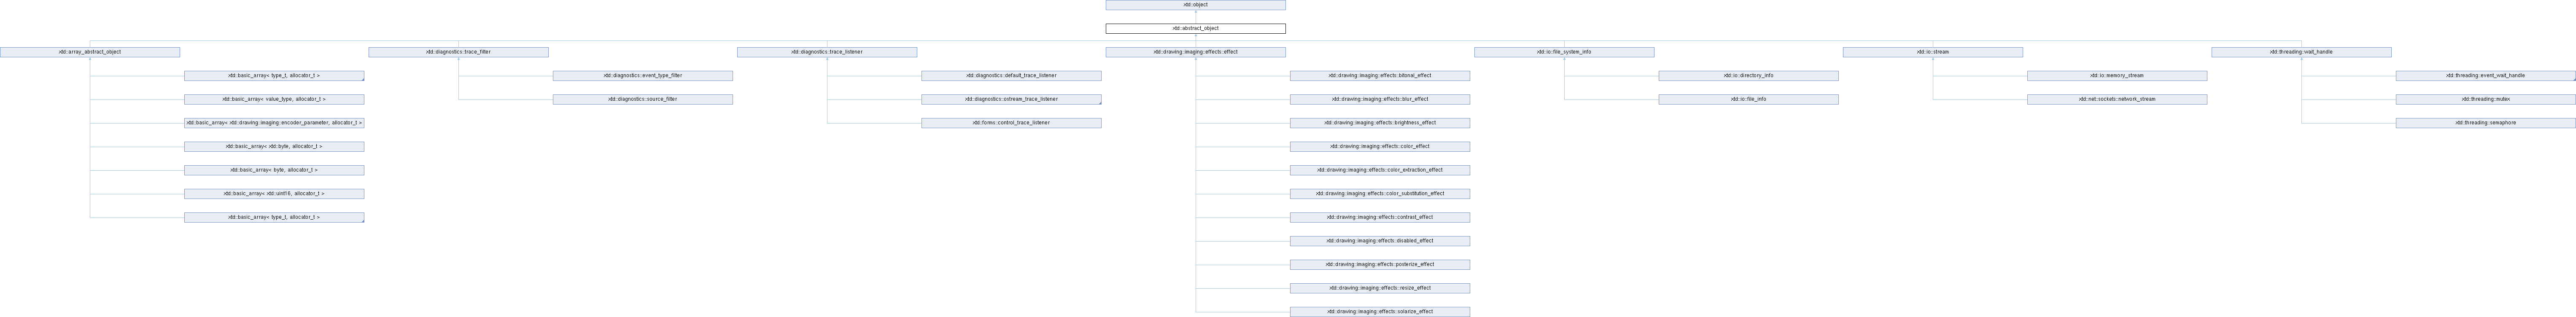 xtd::object
xtd::abstract_object
xtd::array_abstract_object
xtd::diagnostics::trace_filter
xtd::diagnostics::trace_listener
xtd::drawing::imaging::effects::effect
xtd::io::file_system_info
xtd::io::stream
xtd::threading::wait_handle
xtd::basic_array< type_t, allocator_t >
xtd::diagnostics::event_type_filter
xtd::diagnostics::default_trace_listener
xtd::drawing::imaging::effects::bitonal_effect
xtd::io::directory_info
xtd::io::memory_stream
xtd::threading::event_wait_handle
xtd::basic_array< value_type, allocator_t >
xtd::diagnostics::source_filter
xtd::diagnostics::ostream_trace_listener
xtd::drawing::imaging::effects::blur_effect
xtd::io::file_info
xtd::net::sockets::network_stream
xtd::threading::mutex
xtd::basic_array< xtd::drawing::imaging::encoder_parameter, allocator_t >
xtd::forms::control_trace_listener
xtd::drawing::imaging::effects::brightness_effect
xtd::threading::semaphore
xtd::basic_array< xtd::byte, allocator_t >
xtd::drawing::imaging::effects::color_effect
xtd::basic_array< byte, allocator_t >
xtd::drawing::imaging::effects::color_extraction_effect
xtd::basic_array< xtd::uint16, allocator_t >
xtd::drawing::imaging::effects::color_substitution_effect
xtd::basic_array< type_t, allocator_t >
xtd::drawing::imaging::effects::contrast_effect
xtd::drawing::imaging::effects::disabled_effect
xtd::drawing::imaging::effects::posterize_effect
xtd::drawing::imaging::effects::resize_effect
xtd::drawing::imaging::effects::solarize_effect